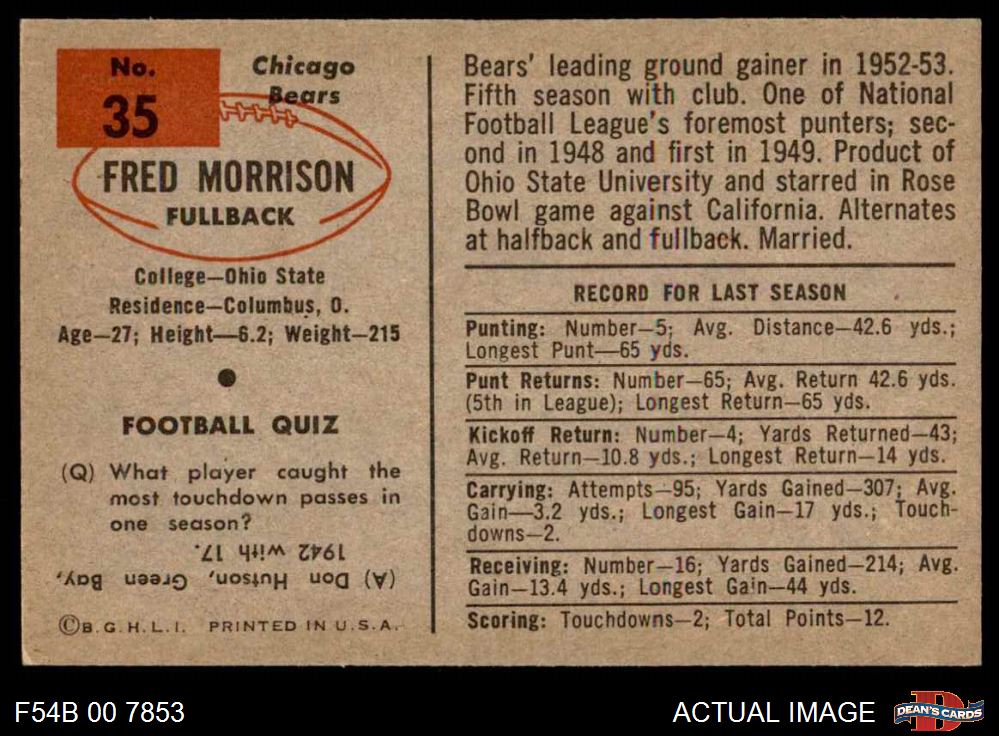 No.
35
Chicago
Bears
FRED MORRISON
FULLBACK
College—Ohio State
Residence—Columbus, O.
Age—27; Height—6.2; Weight—215
FOOTBALL QUIZ
(Q) What player caught the
most touchdown passes in
one season?
(A) Don Hutson, Green Bay,
1942 with 17.
©B.G.H.L.I. PRINTED IN U.S.A.
Bears' leading ground gainer in 1952-53.
Fifth season with club. One of National
Football League's foremost punters; sec-
ond in 1948 and first in 1949. Product of
Ohio State University and starred in Rose
Bowl game against California. Alternates
at halfback and fullback. Married.
RECORD FOR LAST SEASON
Punting: Number—5; Avg. Distance—42.6 yds.;
Longest Punt—65 yds.
Punt Returns: Number—65; Avg. Return 42.6 yds.
(5th in League); Longest Return—65 yds.
Kickoff Return: Number—4; Yards Returned—43;
Avg. Return—10.8 yds.; Longest Return—14 yds.
Carrying: Attempts—95; Yards Gained—307; Avg.
Gain—3.2 yds.; Longest Gain—17 yds.; Touch-
downs—2.
Receiving: Number—16; Yards Gained—214; Avg.
Gain—13.4 yds.; Longest Gain—44 yds.
Scoring: Touchdowns—2; Total Points—12.
F54B 00 7853
ACTUAL IMAGE
DEAN'S CARDS